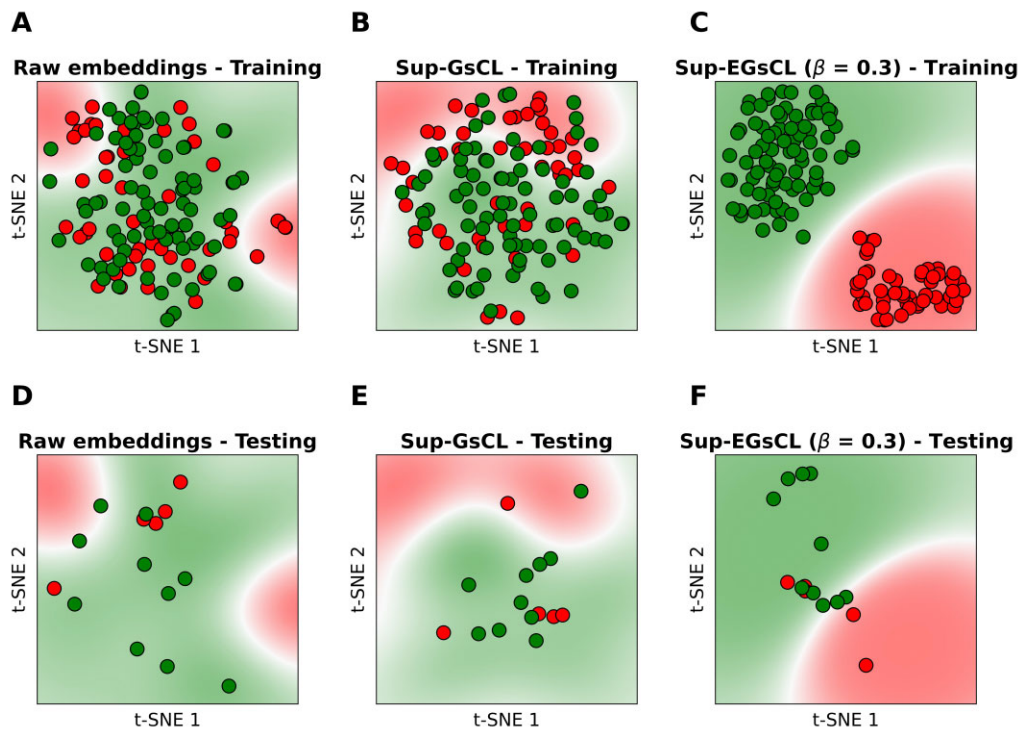 A
B
C
Raw embeddings - Training
Sup-GsCL - Training
Sup-EGsCL (β = 0.3) - Training
t-SNE 2
t-SNE 2
t-SNE 2
t-SNE 1
t-SNE 1
t-SNE 1
D
E
F
Raw embeddings - Testing
Sup-GsCL - Testing
Sup-EGsCL (β = 0.3) - Testing
t-SNE 2
t-SNE 2
t-SNE 2
t-SNE 1
t-SNE 1
t-SNE 1